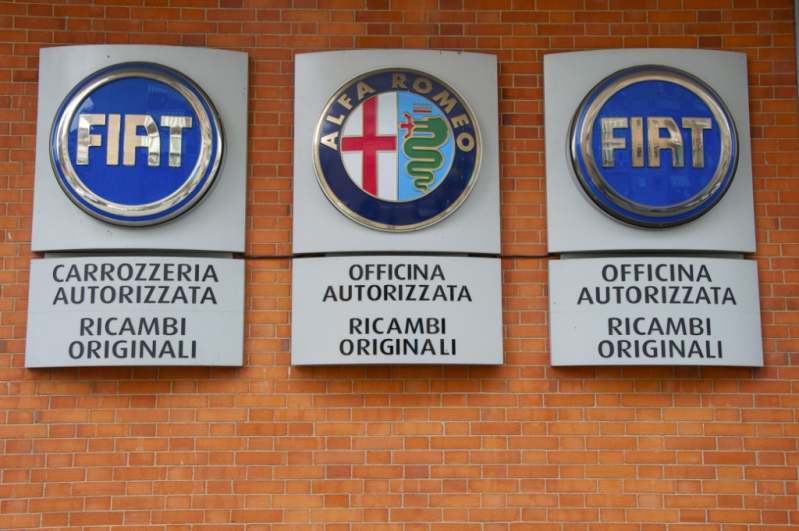 FIAT
CARROZZERIA
AUTORIZZATA
RICAMBI
ORIGINALI
ALFA ROMEO
OFFICINA
AUTORIZZATA
RICAMBI
ORIGINALI
FIAT
OFFICINA
AUTORIZZATA
RICAMBI
ORIGINALI